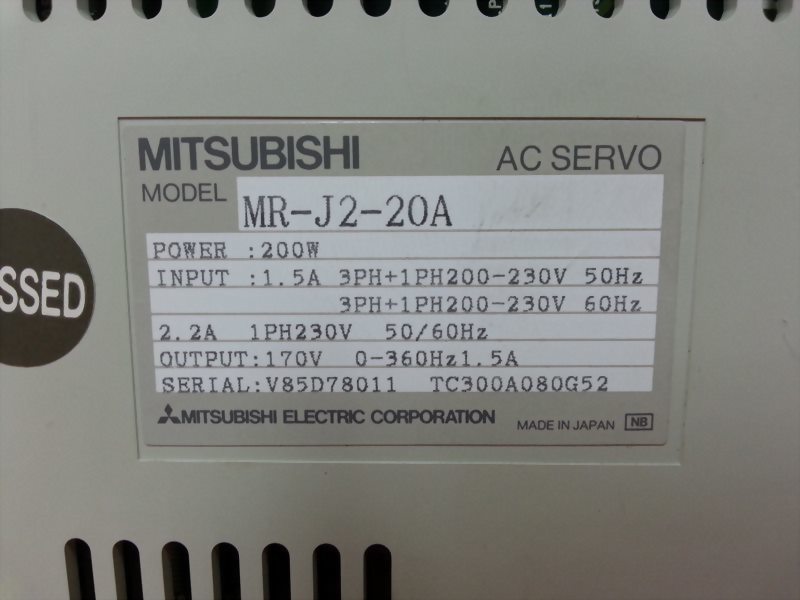 MITSUBISHI AC SERVO
MODEL MR-J2-20A
POWER :200W
INPUT :1.5A 3PH+1PH200-230V 50Hz
3PH+1PH200-230V 60Hz
2.2A 1PH230V 50/60Hz
OUTPUT:170V 0-360Hz1.5A
SERIAL:V85D78011 TC300A080G52
MITSUBISHI ELECTRIC CORPORATION MADE IN JAPAN NB
SSED